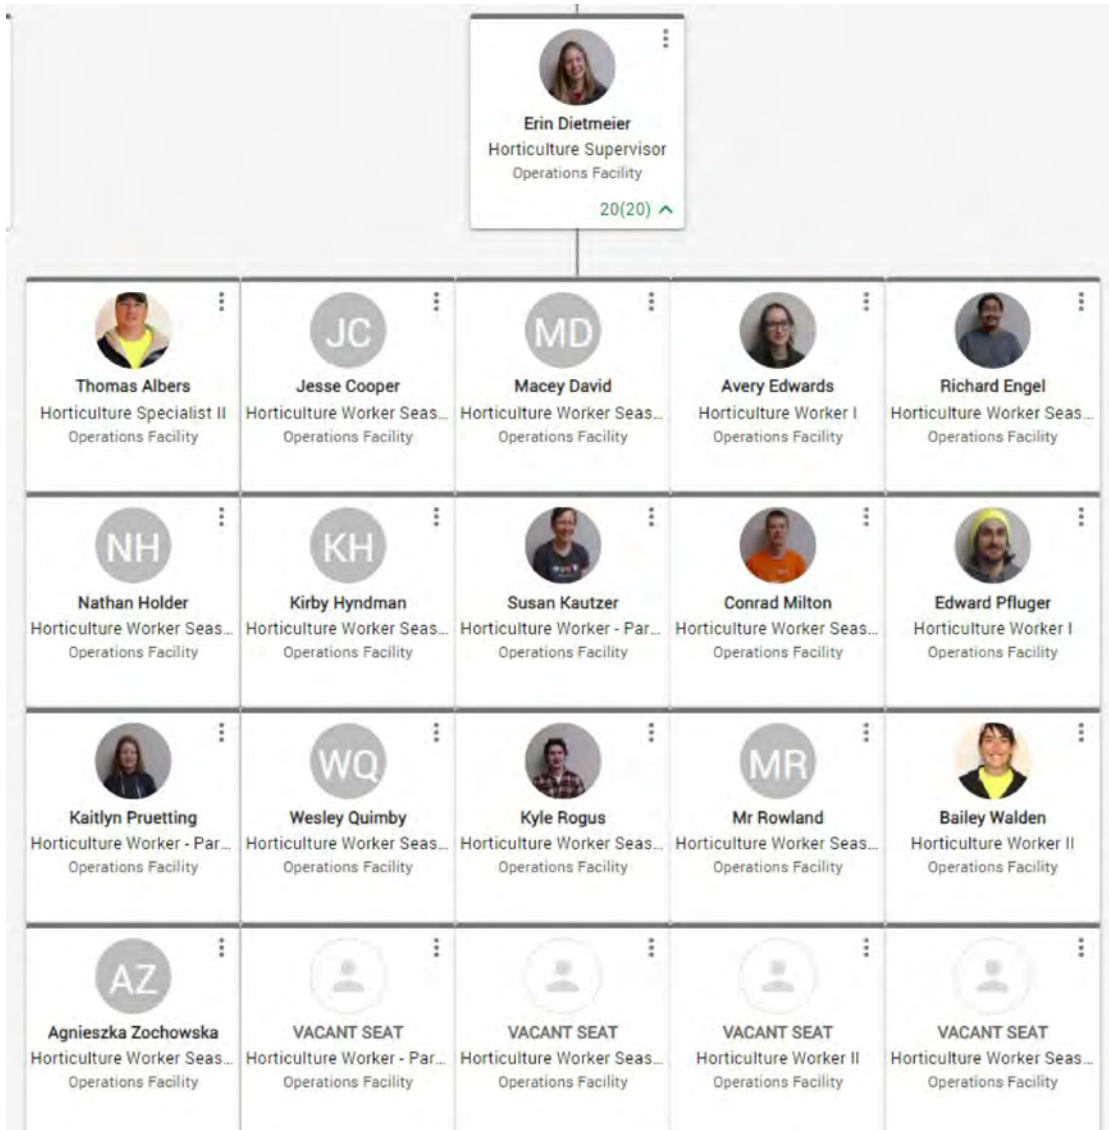 Erin Dietmeier
Horticulture Supervisor
Operations Facility
20(20)
Thomas Albers
Horticulture Specialist II
Operations Facility
JC
Jesse Cooper
Horticulture Worker Seas...
Operations Facility
MD
Macey David
Horticulture Worker Seas...
Operations Facility
Avery Edwards
Horticulture Worker I
Operations Facility
Richard Engel
Horticulture Worker Seas...
Operations Facility
NH
Nathan Holder
Horticulture Worker Seas...
Operations Facility
KH
Kirby Hyndman
Horticulture Worker Seas...
Operations Facility
Susan Kautzer
Horticulture Worker - Par...
Operations Facility
Conrad Milton
Horticulture Worker Seas...
Operations Facility
Edward Pfluger
Horticulture Worker I
Operations Facility
Kaitlyn Pruetting
Horticulture Worker - Par...
Operations Facility
WQ
Wesley Quimby
Horticulture Worker Seas...
Operations Facility
Kyle Rogus
Horticulture Worker Seas...
Operations Facility
MR
Mr Rowland
Horticulture Worker Seas...
Operations Facility
Bailey Walden
Horticulture Worker II
Operations Facility
AZ
Agnieszka Zochowska
Horticulture Worker Seas...
Operations Facility
VACANT SEAT
Horticulture Worker - Par...
Operations Facility
VACANT SEAT
Horticulture Worker Seas...
Operations Facility
VACANT SEAT
Horticulture Worker II
Operations Facility
VACANT SEAT
Horticulture Worker Seas...
Operations Facility